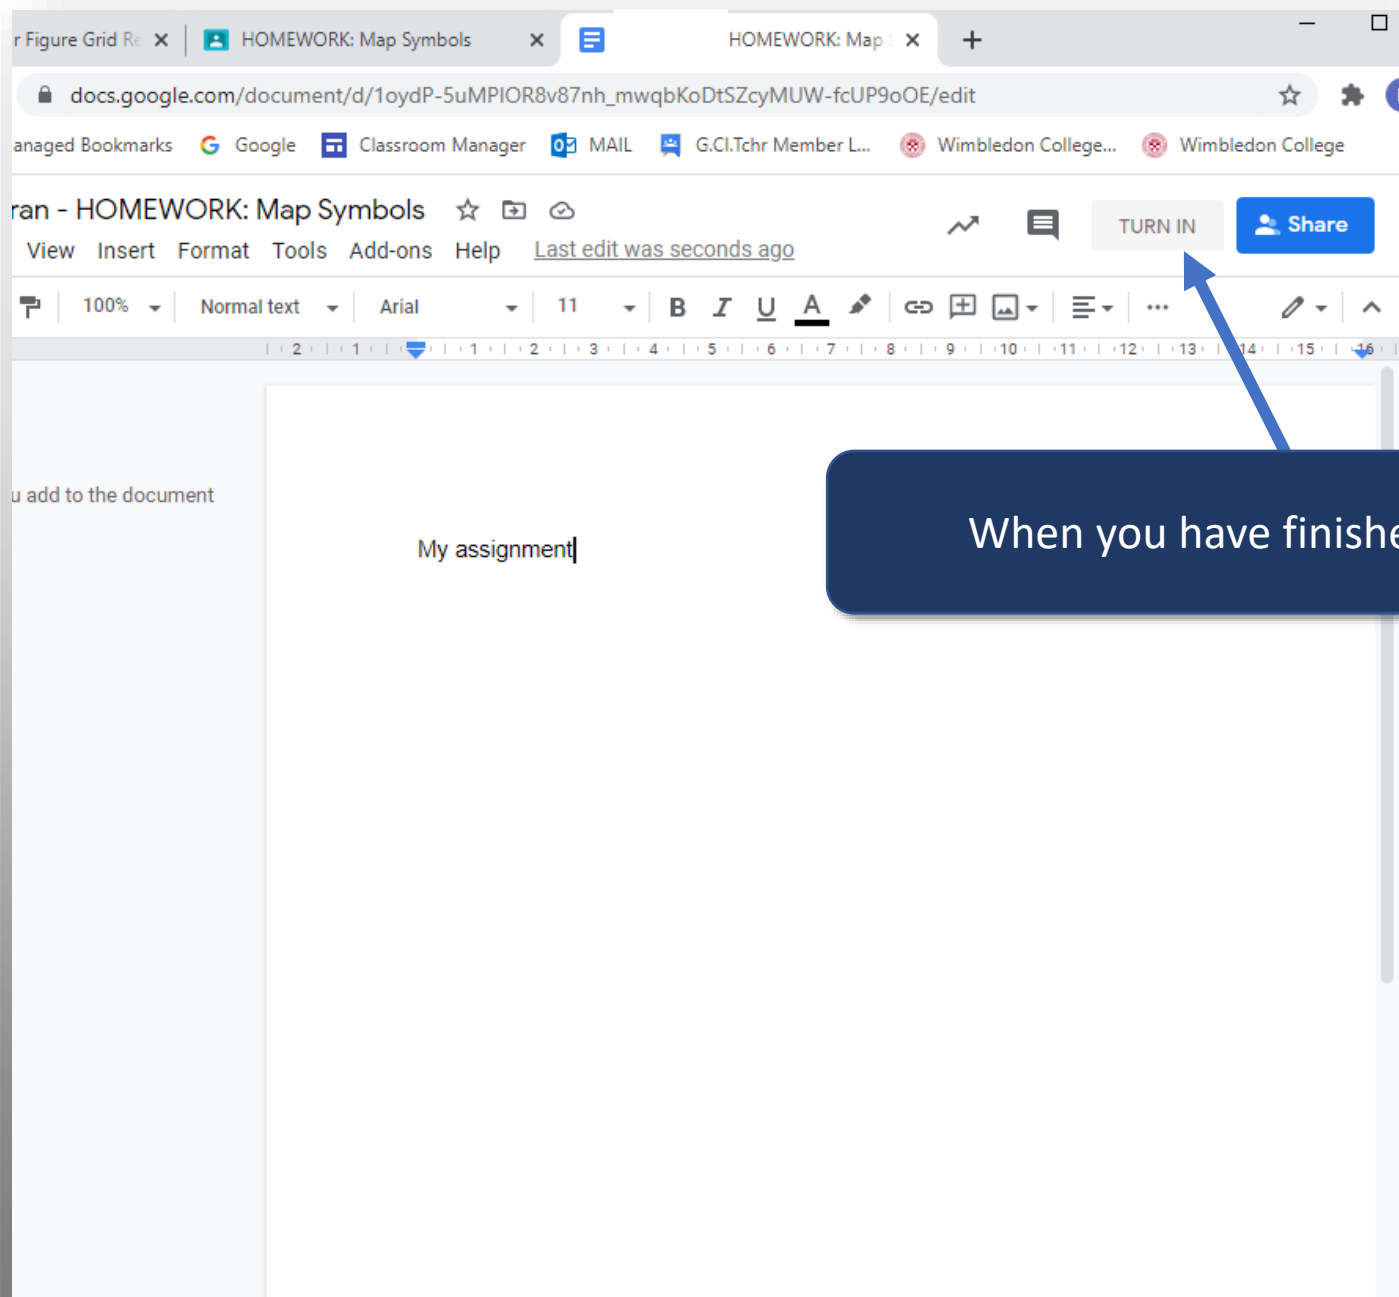 r Figure Grid Re HOMEWORK: Map Symbols HOMEWORK: Map S
docs.google.com/document/d/1oydP-5uMPIOR8v87nh_mwqbKoDtSZcyMUW-fcUP9oOE/edit
anaged Bookmarks Google Classroom Manager MAIL G.Cl.Tchr Member L... Wimbledon College... Wimbledon College
ran - HOMEWORK: Map Symbols
TURN IN Share
View Insert Format Tools Add-ons Help Last edit was seconds ago
100% Normal text Arial 11 B I U A ...
2 1 1 2 3 4 5 6 7 8 9 10 11 12 13 14 15 16
u add to the document
When you have finishe
My assignment